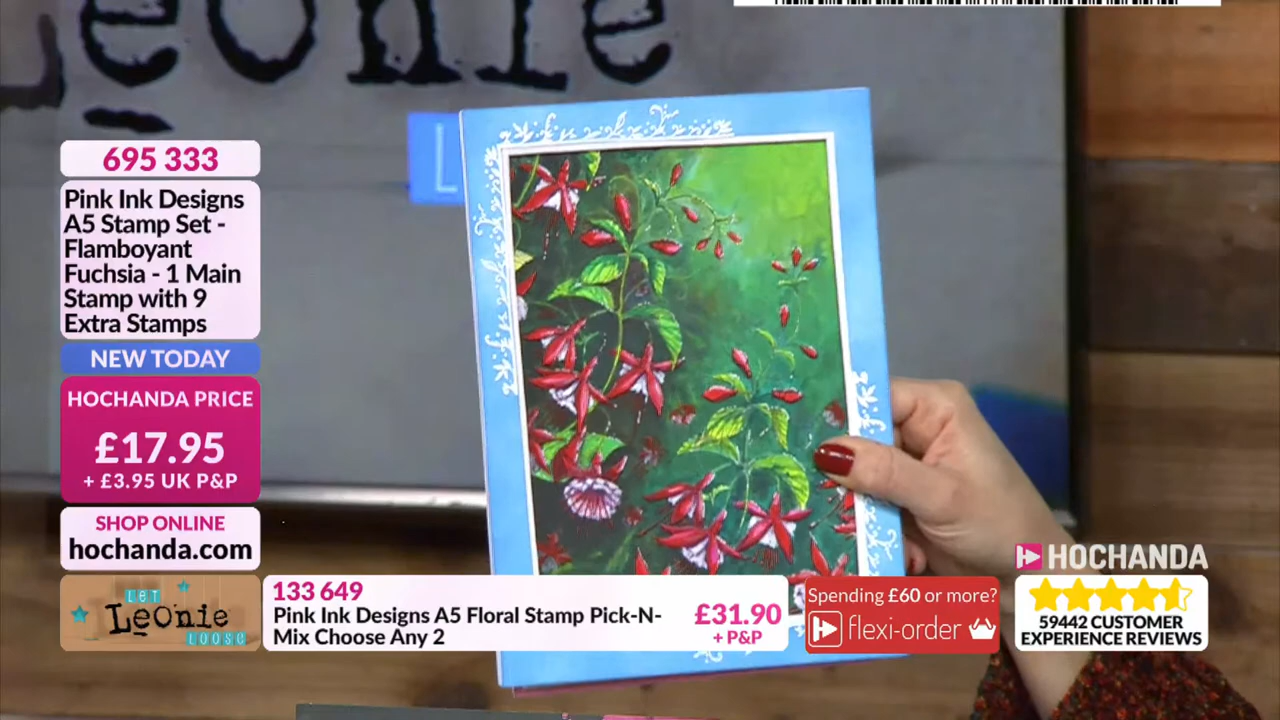 Leonie
L
695 333
Pink Ink Designs
A5 Stamp Set -
Flamboyant
Fuchsia - 1 Main
Stamp with 9
Extra Stamps
NEW TODAY
HOCHANDA PRICE
£17.95
+ £3.95 UK P&P
SHOP ONLINE
hochanda.com
LET
Leonie
LOOSE
133 649
Pink Ink Designs A5 Floral Stamp Pick-N-
Mix Choose Any 2
£31.90
+ P&P
Spending £60 or more?
flexi-order
HOCHANDA
59442 CUSTOMER
EXPERIENCE REVIEWS